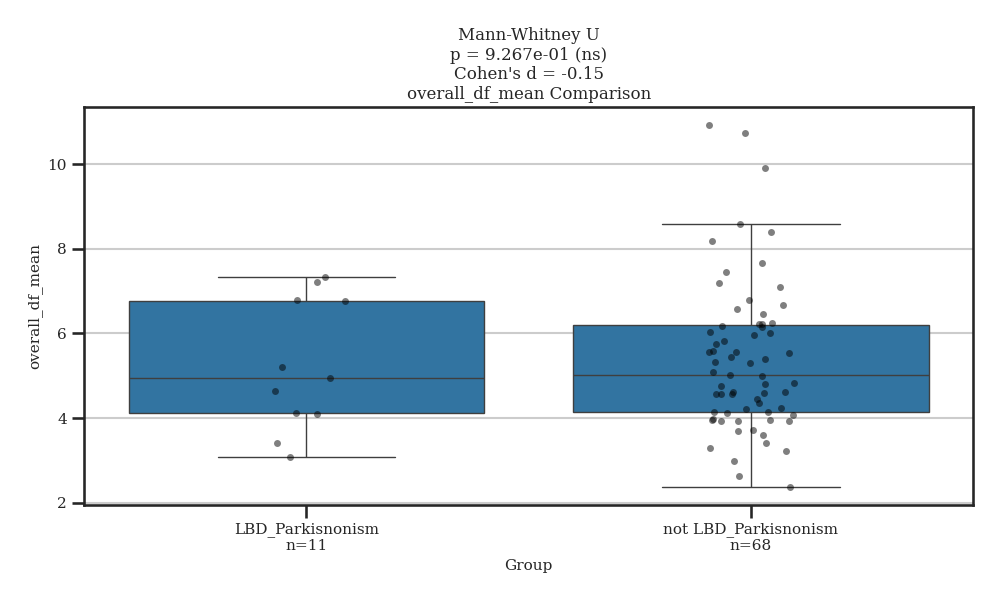 Mann-Whitney U
p = 9.267e-01 (ns)
Cohen's d = -0.15
overall_df_mean Comparison
10
8
6
4
2
overall_df_mean
LBD_Parkisnonism
n=11
not LBD_Parkisnonism
n=68
Group